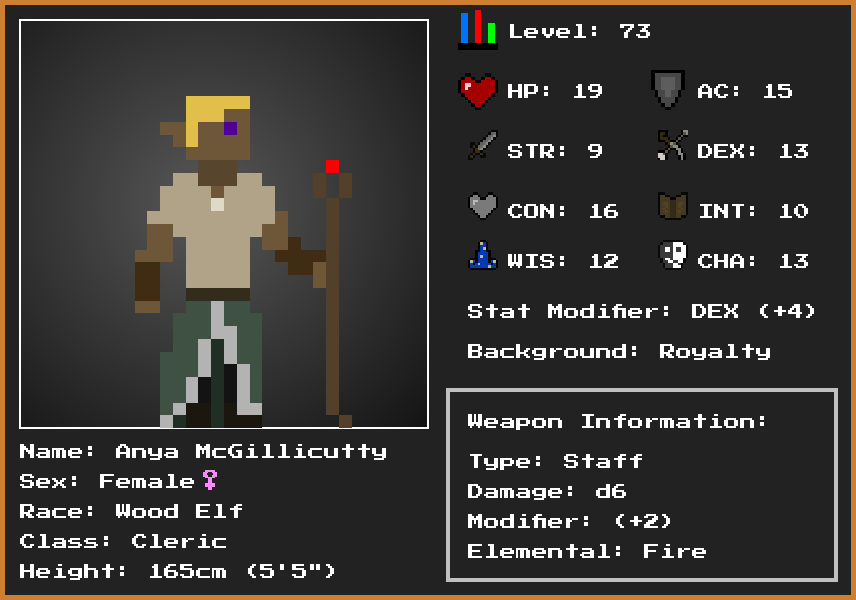 Level: 73
HP: 19
AC: 15
STR: 9
DEX: 13
CON: 16
INT: 10
WIS: 12
CHA: 13
Stat Modifier: DEX (+4)
Background: Royalty
Weapon Information:
Type: Staff
Damage: d6
Modifier: (+2)
Elemental: Fire
Name: Anya McGillicutty
Sex: Female♀
Race: Wood Elf
Class: Cleric
Height: 165cm (5'5")